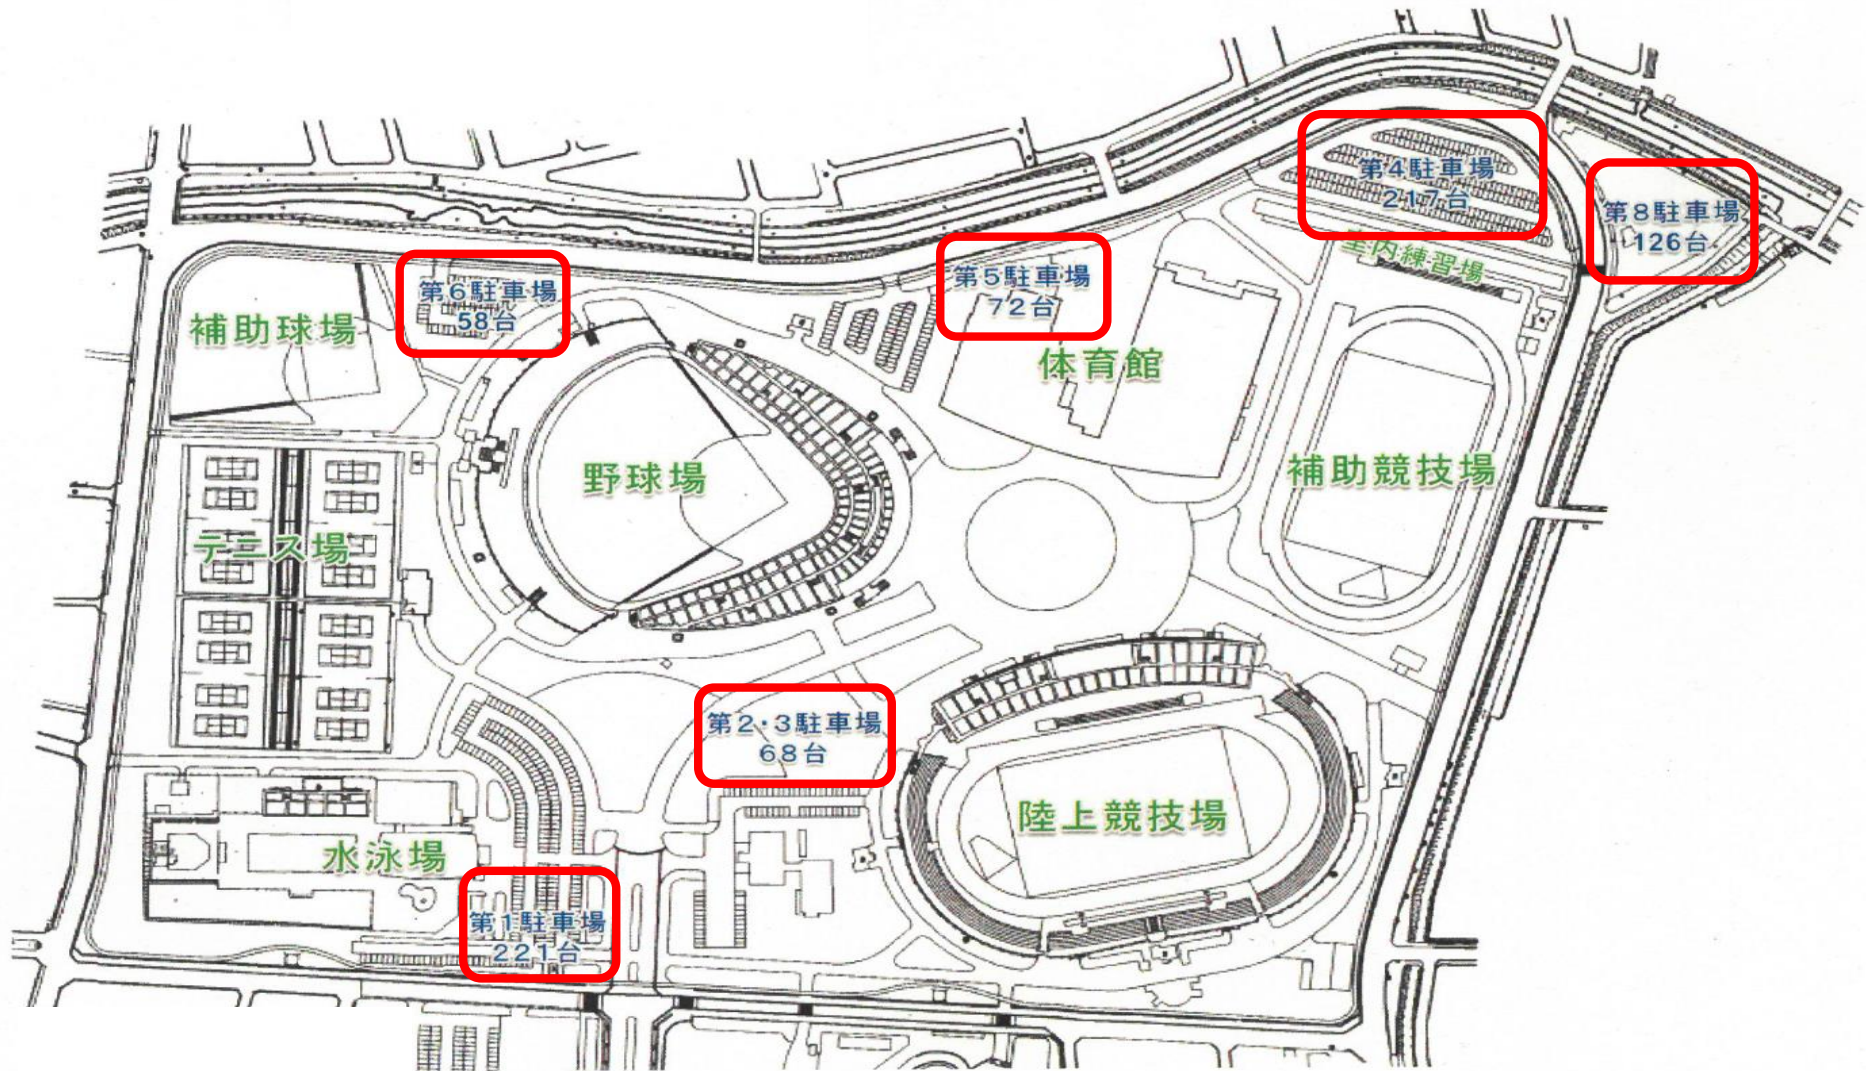 第4駐車場
217台
第8駐車場
126台
室内練習場
第5駐車場
72台
第6駐車場
58台
補助球場
体育館
野球場
補助競技場
テニス場
第2・3駐車場
68台
陸上競技場
水泳場
第1駐車場
221台